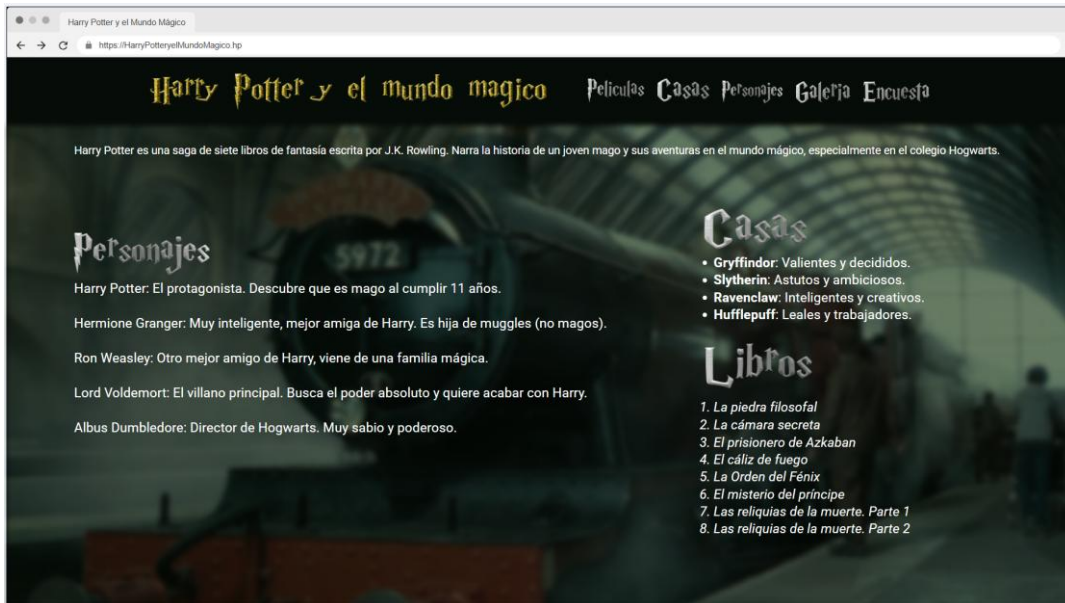 Harry Potter y el Mundo Mágico
https://HarryPotteryelMundoMagico.hp
Harry Potter y el mundo magico
Peliculas Casas Personajes Galeria Encuesta
Harry Potter es una saga de siete libros de fantasía escrita por J.K. Rowling. Narra la historia de un joven mago y sus aventuras en el mundo mágico, especialmente en el colegio Hogwarts.
5972
Personajes
Harry Potter: El protagonista. Descubre que es mago al cumplir 11 años.
Hermione Granger: Muy inteligente, mejor amiga de Harry. Es hija de muggles (no magos).
Ron Weasley: Otro mejor amigo de Harry, viene de una familia mágica.
Lord Voldemort: El villano principal. Busca el poder absoluto y quiere acabar con Harry.
Albus Dumbledore: Director de Hogwarts. Muy sabio y poderoso.
Casas
• Gryffindor: Valientes y decididos.
• Slytherin: Astutos y ambiciosos.
• Ravenclaw: Inteligentes y creativos.
• Hufflepuff: Leales y trabajadores.
Libros
1. La piedra filosofal
2. La cámara secreta
3. El prisionero de Azkaban
4. El cáliz de fuego
5. La Orden del Fénix
6. El misterio del príncipe
7. Las reliquias de la muerte. Parte 1
8. Las reliquias de la muerte. Parte 2